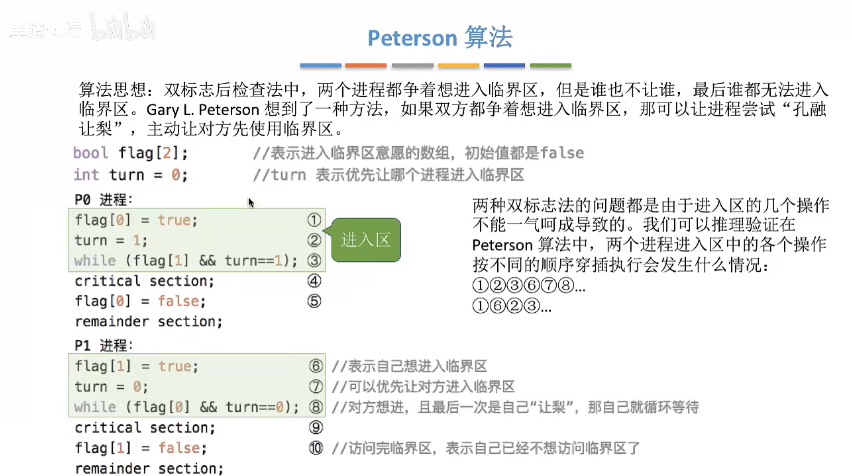 bilibili
Peterson 算法
算法思想：双标志后检查法中，两个进程都争着想进入临界区，但是谁也不让谁，最后谁都无法进入
临界区。Gary L. Peterson 想到了一种方法，如果双方都争着想进入临界区，那可以让进程尝试“孔融
让梨”，主动让对方先使用临界区。
bool flag[2]; //表示进入临界区意愿的数组，初始值都是false
int turn = 0; //turn 表示优先让哪个进程进入临界区
P0 进程：
flag[0] = true; ①
turn = 1; ②
while (flag[1] && turn==1); ③
critical section; ④
flag[0] = false; ⑤
remainder section;
进入区
两种双标志法的问题都是由于进入区的几个操作
不能一气呵成导致的。我们可以推理验证在
Peterson 算法中，两个进程进入区中的各个操作
按不同的顺序穿插执行会发生什么情况：
①②③⑥⑦⑧...
①⑥②③...
P1 进程：
flag[1] = true; ⑥ //表示自己想进入临界区
turn = 0; ⑦ //可以优先让对方进入临界区
while (flag[0] && turn==0); ⑧ //对方想进，且最后一次是自己“让梨”，那自己就循环等待
critical section; ⑨
flag[1] = false; ⑩ //访问完临界区，表示自己已经不想访问临界区了
remainder section;